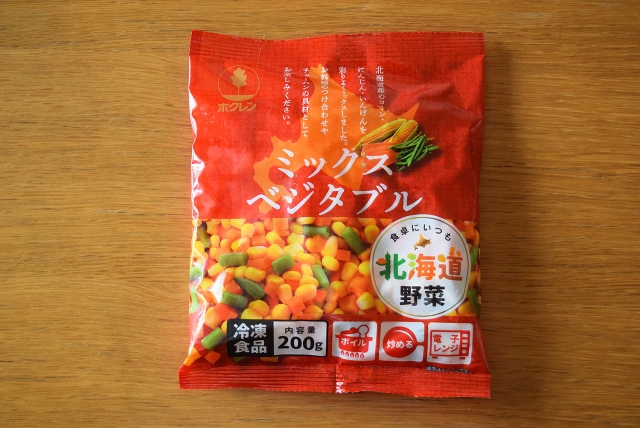 ホクレン
北海道産のコーン・
にんじん・いんげんを
彩りよくミックスしました。
お料理のつけ合わせや
チャーハンの具材として
お楽しみください。
ミックス
ベジタブル
食卓にいつも
北海道
野菜
冷凍
食品
内容量
200g
ボイル
炒める
電子
レンジ